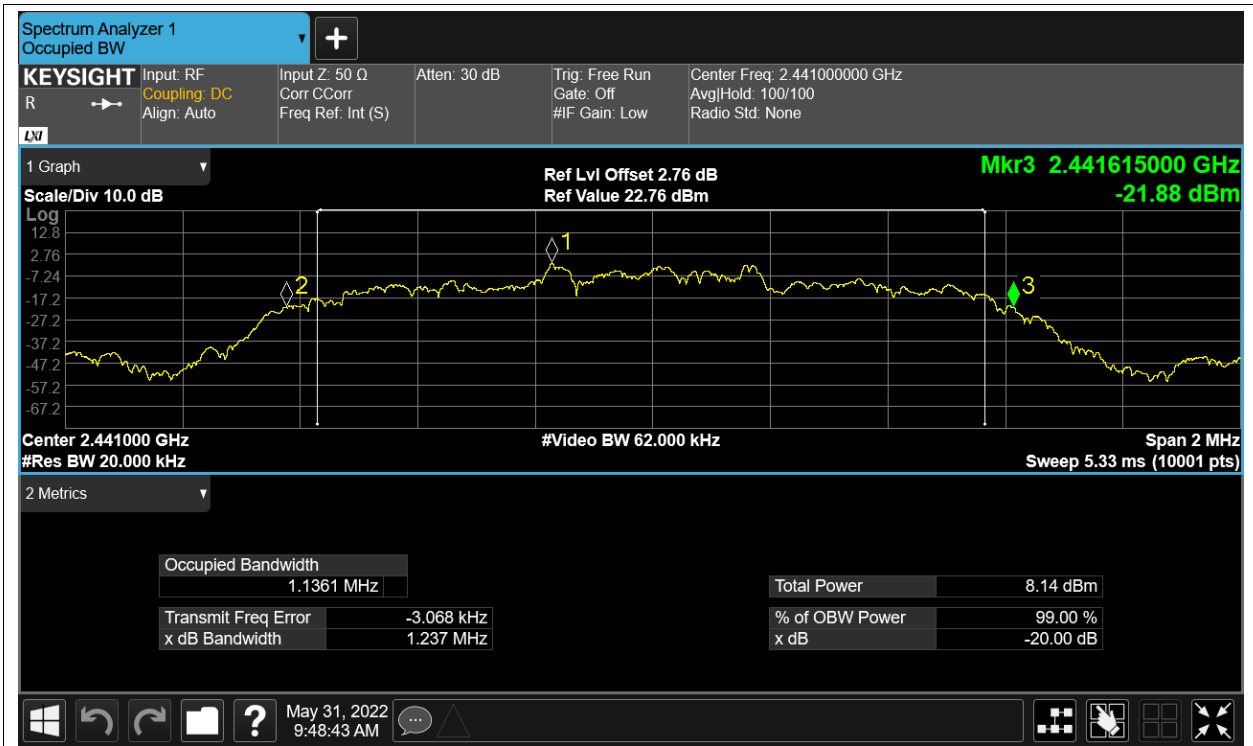 Spectrum Analyzer 1
Occupied BW
KEYSIGHT Input: RF Input Z: 50 Ω Atten: 30 dB Trig: Free Run Center Freq: 2.441000000 GHz
R Coupling: DC Corr CCorr Gate: Off Avg|Hold: 100/100
Align: Auto Freq Ref: Int (S) #IF Gain: Low Radio Std: None
LXI
1 Graph
Ref Lvl Offset 2.76 dB Mkr3 2.441615000 GHz
Scale/Div 10.0 dB Ref Value 22.76 dBm -21.88 dBm
Log
12.8
2.76
-7.24
-17.2
-27.2
-37.2
-47.2
-57.2
-67.2
1
2
3
Center 2.441000 GHz #Video BW 62.000 kHz Span 2 MHz
#Res BW 20.000 kHz Sweep 5.33 ms (10001 pts)
2 Metrics
Occupied Bandwidth
1.1361 MHz Total Power 8.14 dBm
Transmit Freq Error -3.068 kHz % of OBW Power 99.00 %
x dB Bandwidth 1.237 MHz x dB -20.00 dB
? May 31, 2022
9:48:43 AM